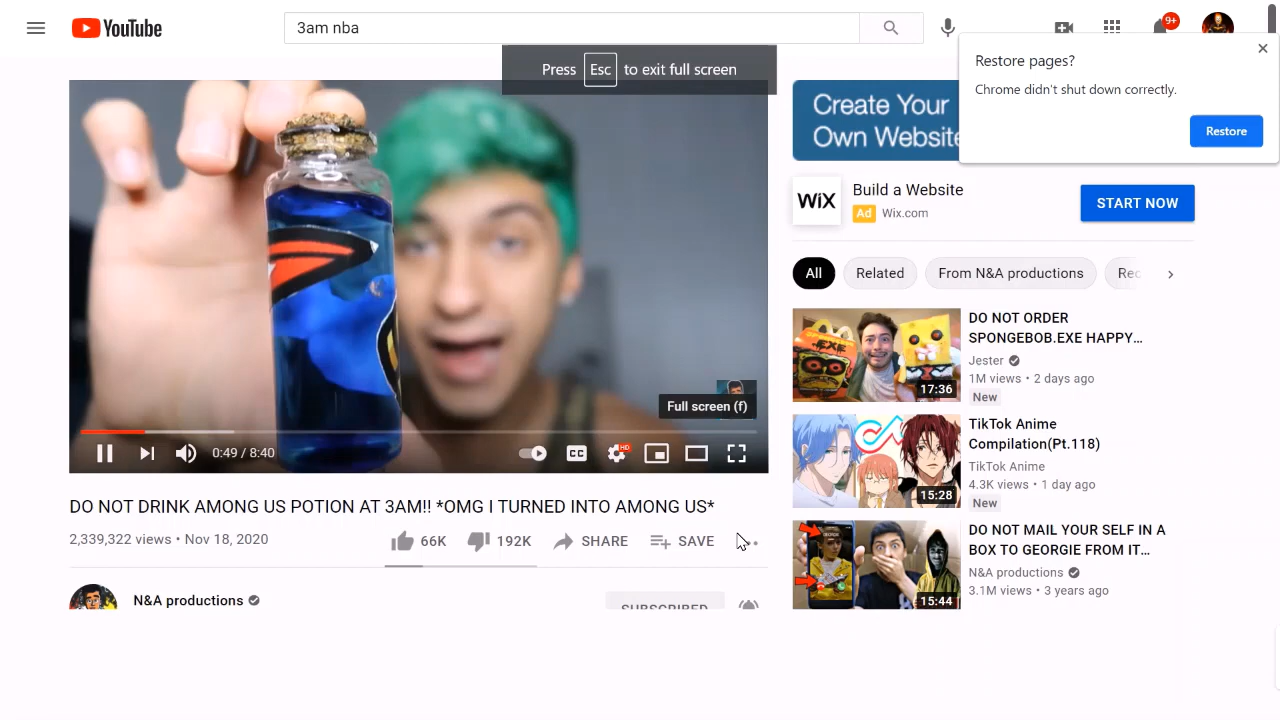 YouTube
3am nba
9+
Press Esc to exit full screen
Restore pages?
Chrome didn't shut down correctly.
Restore
Create Your
Own Website
WiX
Build a Website
Ad Wix.com
START NOW
All
Related
From N&A productions
Rec
Full screen (f)
0:49 / 8:40
CC
HD
DO NOT DRINK AMONG US POTION AT 3AM!! *OMG I TURNED INTO AMONG US*
2,339,322 views • Nov 18, 2020
66K
192K
SHARE
SAVE
N&A productions
SUBSCRIBED
DO NOT ORDER
SPONGEBOB.EXE HAPPY…
Jester
1M views • 2 days ago
New
17:36
TikTok Anime
Compilation(Pt.118)
TikTok Anime
4.3K views • 1 day ago
New
15:28
DO NOT MAIL YOUR SELF IN A
BOX TO GEORGIE FROM IT…
N&A productions
3.1M views • 3 years ago
15:44